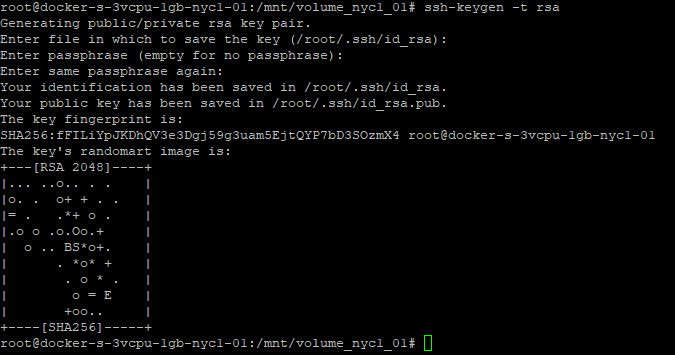 root@docker-s-3vcpu-1gb-nyc1-01:/mnt/volume_nyc1_01# ssh-keygen -t rsa
Generating public/private rsa key pair.
Enter file in which to save the key (/root/.ssh/id_rsa):
Enter passphrase (empty for no passphrase):
Enter same passphrase again:
Your identification has been saved in /root/.ssh/id_rsa.
Your public key has been saved in /root/.ssh/id_rsa.pub.
The key fingerprint is:
SHA256:fFILiYpJKDhQV3e3Dgj59g3uam5EjtQYP7bD3SOzmX4 root@docker-s-3vcpu-1gb-nyc1-01
The key's randomart image is:
+---[RSA 2048]----+
|... ..o.. . .    |
|o. .  o+ + . .   |
|= .   .*+ o .    |
|.o o .o.Oo.+     |
|  o .. BS*o+.    |
|      . *o* +    |
|       . o * .   |
|        o = E    |
|       +oo..     |
+----[SHA256]-----+
root@docker-s-3vcpu-1gb-nyc1-01:/mnt/volume_nyc1_01#